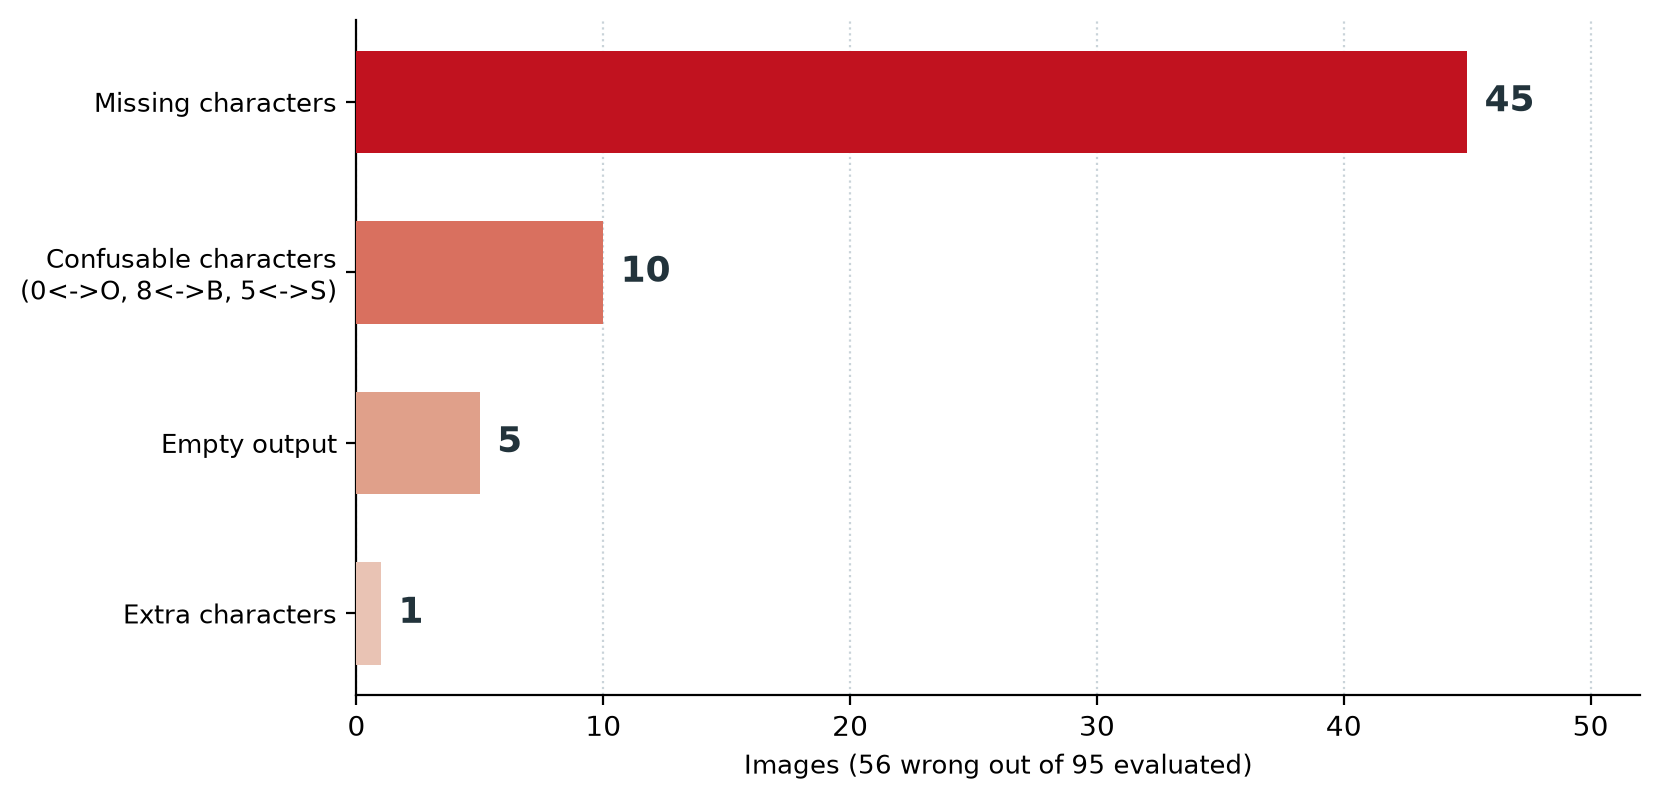 Missing characters
45
Confusable characters
(0<->O, 8<->B, 5<->S)
10
Empty output
5
Extra characters
1
0 10 20 30 40 50
Images (56 wrong out of 95 evaluated)